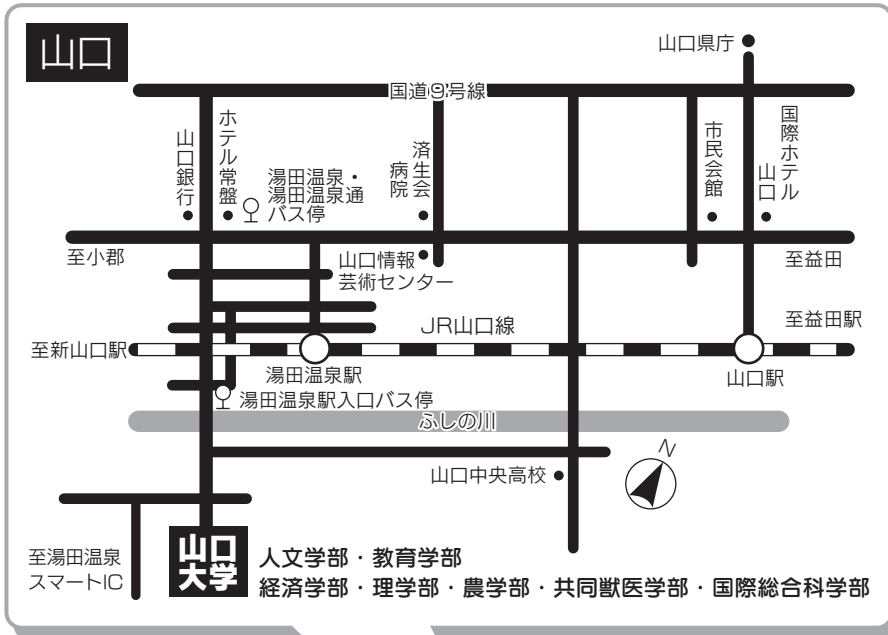 山口
山口県庁
国道9号線
山口銀行
ホテル常盤
湯田温泉・
湯田温泉通
バス停
済生会
病院
市民会館
国際ホテル
山口
至小郡
山口情報
芸術センター
至益田
JR山口線
至益田駅
至新山口駅
湯田温泉駅
山口駅
湯田温泉駅入口バス停
ふしの川
N
山口中央高校
至湯田温泉
スマートIC
山口
大学
人文学部・教育学部
経済学部・理学部・農学部・共同獣医学部・国際総合科学部